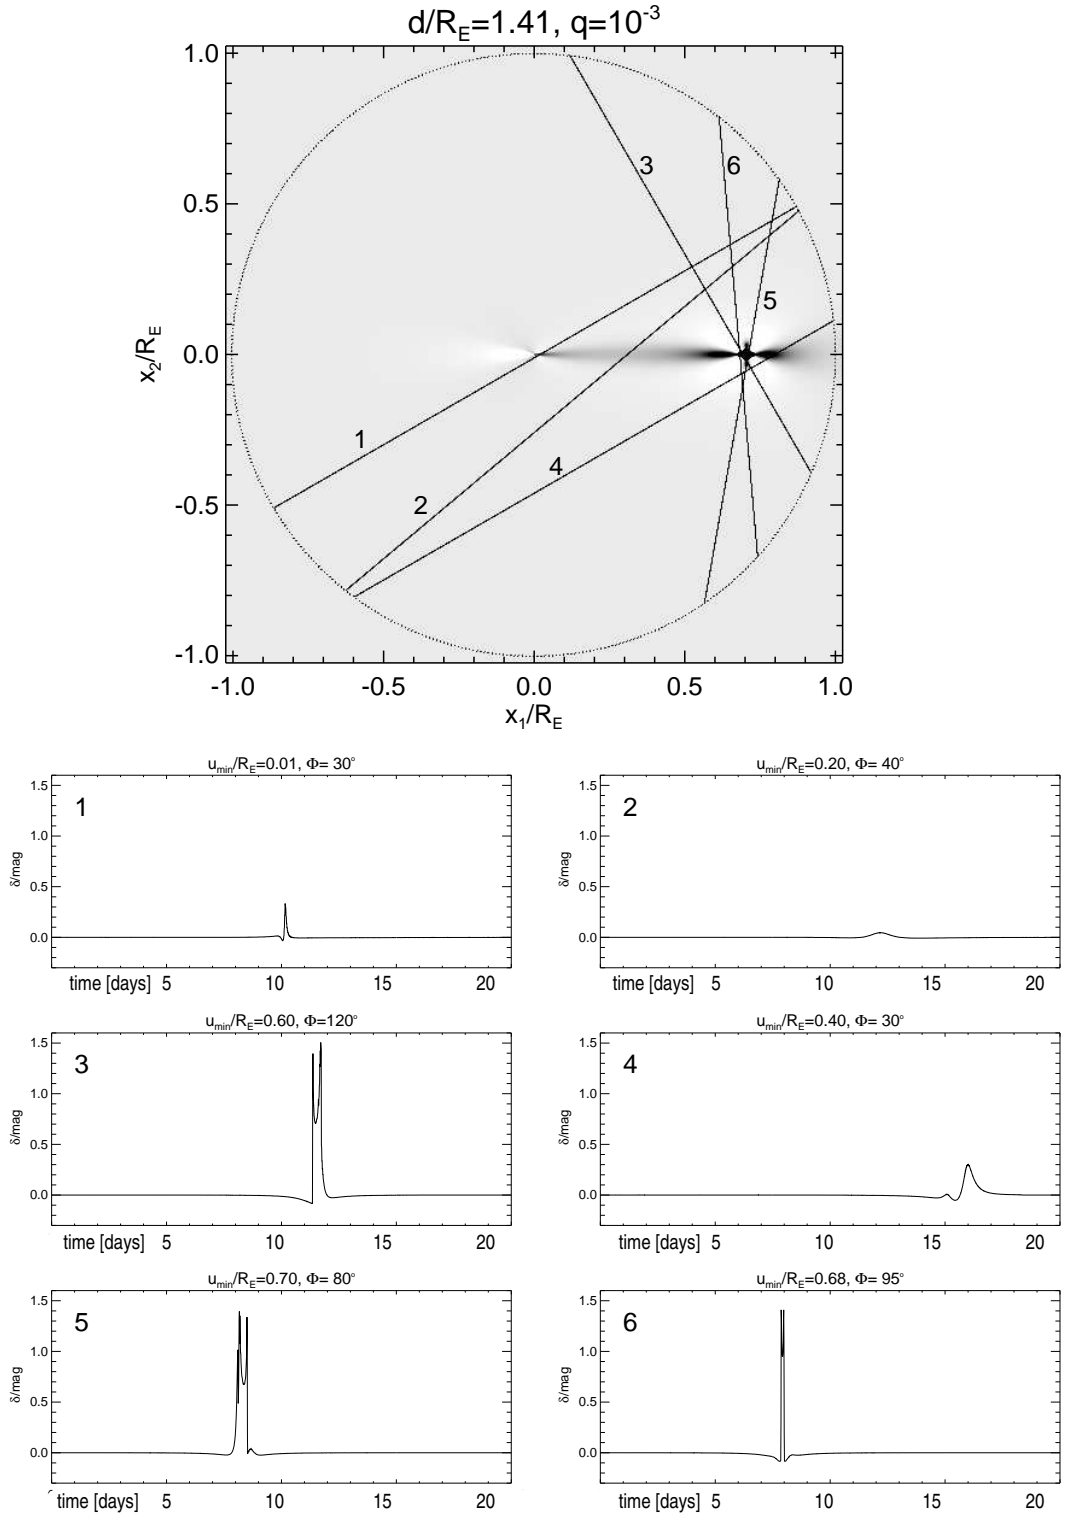 d/R_E=1.41, q=10^-3
1.0
0.5
0.0
-0.5
-1.0
x_2/R_E
3
6
5
1
4
2
-1.0 -0.5 0.0 0.5 1.0
x_1/R_E
u_min/R_E=0.01, Φ= 30°
1
1.5
1.0
0.5
0.0
δ/mag
time [days] 5 10 15 20
u_min/R_E=0.20, Φ= 40°
2
1.5
1.0
0.5
0.0
δ/mag
time [days] 5 10 15 20
u_min/R_E=0.60, Φ=120°
3
1.5
1.0
0.5
0.0
δ/mag
time [days] 5 10 15 20
u_min/R_E=0.40, Φ= 30°
4
1.5
1.0
0.5
0.0
δ/mag
time [days] 5 10 15 20
u_min/R_E=0.70, Φ= 80°
5
1.5
1.0
0.5
0.0
δ/mag
time [days] 5 10 15 20
u_min/R_E=0.68, Φ= 95°
6
1.5
1.0
0.5
0.0
δ/mag
time [days] 5 10 15 20